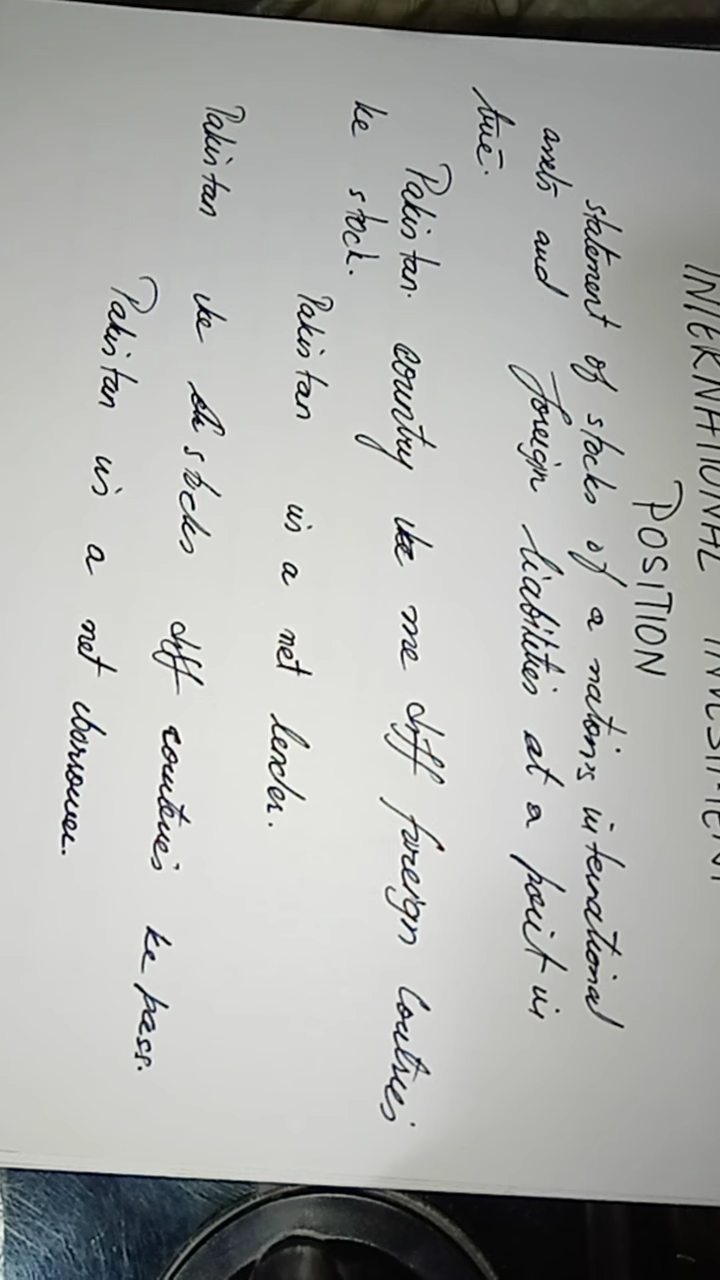 INTERNATIONAL INVESTMENT
POSITION
statement of stocks of a nation's international
assets and foreign liabilities at a point in
time.
Pakistan. country ke me diff foreign coutries
ke stock.
Pakistan is a net lender.
Pakistan ke stocks diff countries ke pass.
Pakistan is a net borrower.